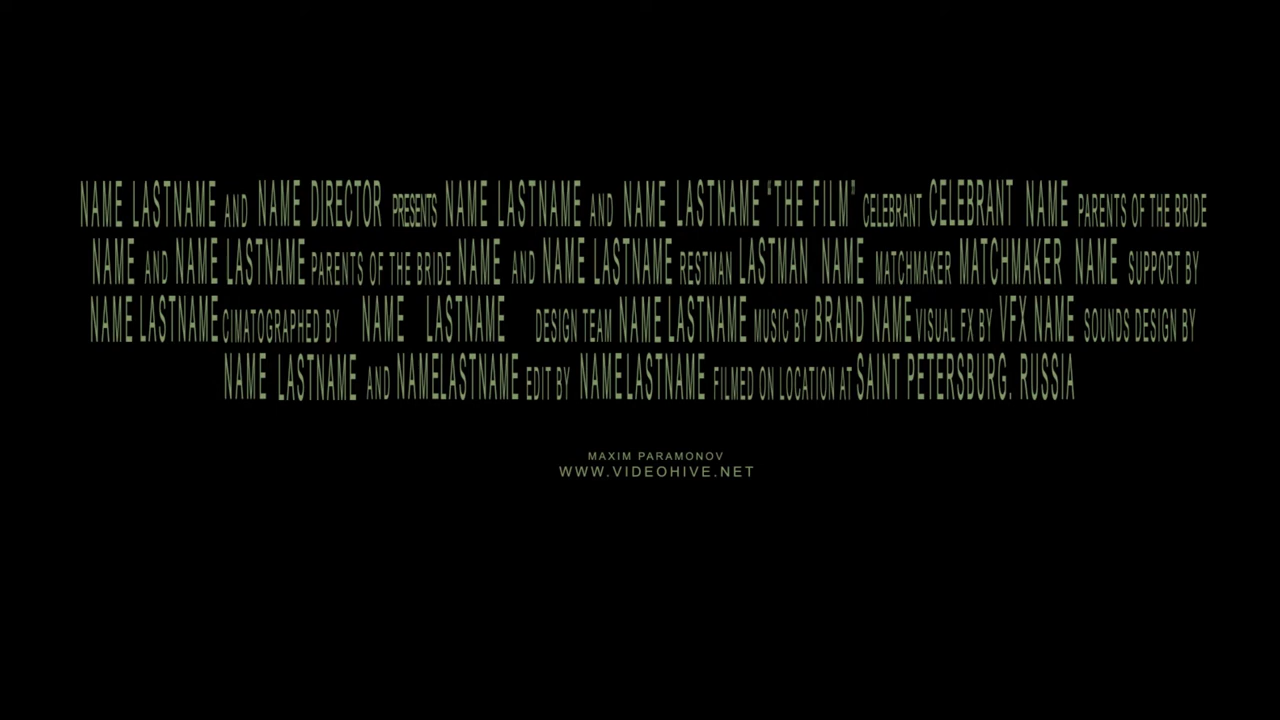 NAME LASTNAME AND NAME DIRECTOR PRESENTS NAME LASTNAME AND NAME LASTNAME "THE FILM" CELEBRANT CELEBRANT NAME PARENTS OF THE BRIDE
NAME AND NAME LASTNAME PARENTS OF THE BRIDE NAME AND NAME LASTNAME RESTMAN LASTMAN NAME MATCHMAKER MATCHMAKER NAME SUPPORT BY
NAME LASTNAME CIMATOGRAPHED BY NAME LASTNAME DESIGN TEAM NAME LASTNAME MUSIC BY BRAND NAME VISUAL FX BY VFX NAME SOUNDS DESIGN BY
NAME LASTNAME AND NAMELASTNAME EDIT BY NAMELASTNAME FILMED ON LOCATION AT SAINT PETERSBURG. RUSSIA
MAXIM PARAMONOV
WWW.VIDEOHIVE.NET